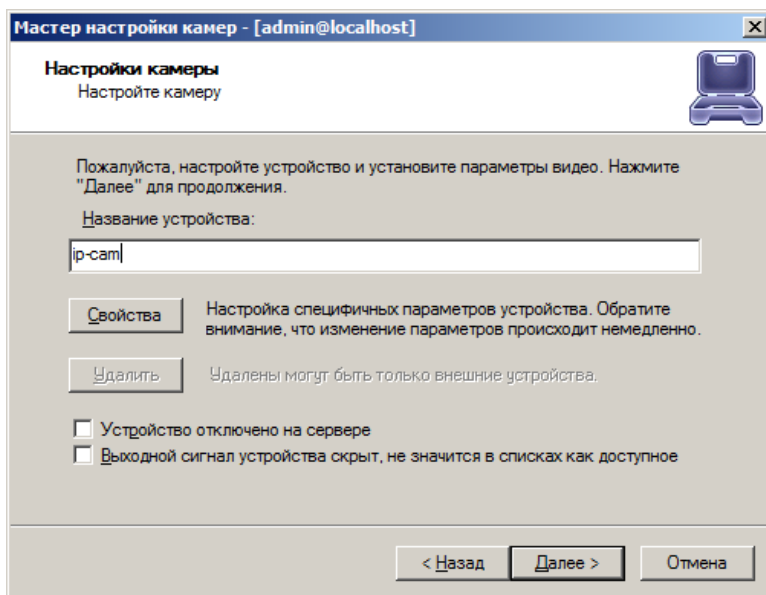 Мастер настройки камер - [admin@localhost]
Настройки камеры
Настройте камеру
Пожалуйста, настройте устройство и установите параметры видео. Нажмите
"Далее" для продолжения.
Название устройства:
ip-cam
Свойства
Настройка специфичных параметров устройства. Обратите
внимание, что изменение параметров происходит немедленно.
Удалить
Удалены могут быть только внешние устройства.
Устройство отключено на сервере
Выходной сигнал устройства скрыт, не значится в списках как доступное
< Назад
Далее >
Отмена